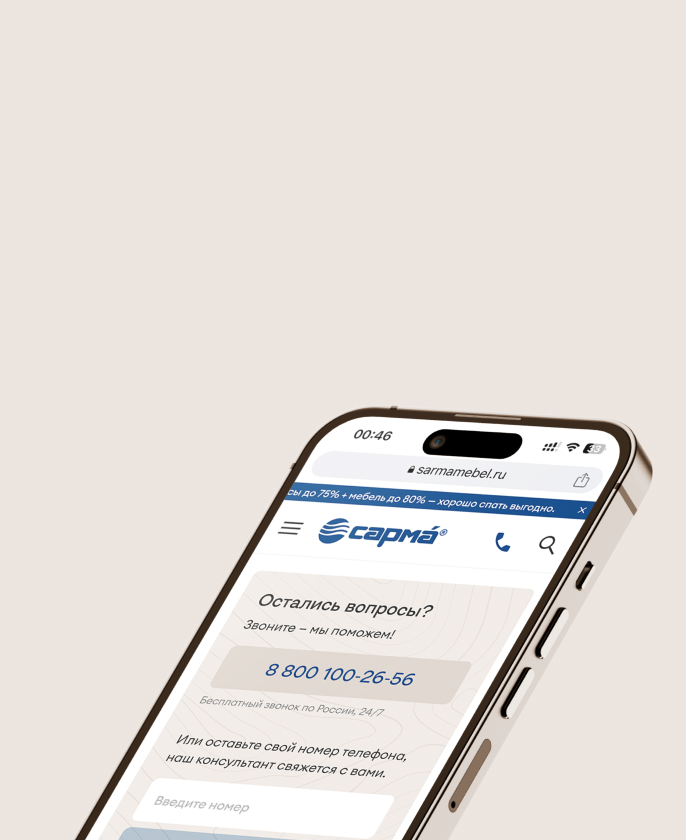 00:46
33
sarmamebel.ru
сы до 75% + мебель до 80% — хорошо спать выгодно.
сарма́®
Остались вопросы?
Звоните – мы поможем!
8 800 100-26-56
Бесплатный звонок по России, 24/7
Или оставьте свой номер телефона,
наш консультант свяжется с вами.
Введите номер